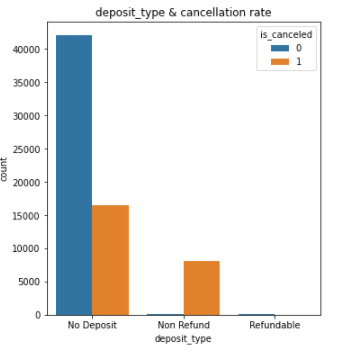 deposit_type & cancellation rate
is_canceled
0
1
count
40000
35000
30000
25000
20000
15000
10000
5000
0
No Deposit Non Refund Refundable
deposit_type